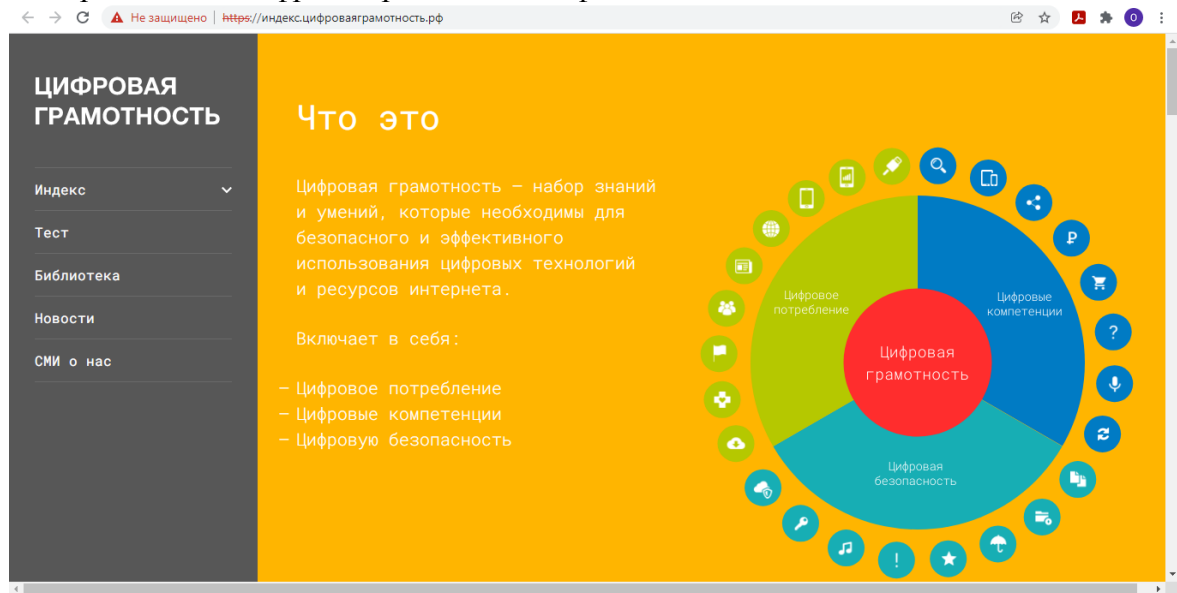 Не защищено | https://индекс.цифроваяграмотность.рф
ЦИФРОВАЯ
ГРАМОТНОСТЬ
Индекс
Тест
Библиотека
Новости
СМИ о нас
Что это
Цифровая грамотность — набор знаний
и умений, которые необходимы для
безопасного и эффективного
использования цифровых технологий
и ресурсов интернета.
Включает в себя:
— Цифровое потребление
— Цифровые компетенции
— Цифровую безопасность
Цифровое
потребление
Цифровые
компетенции
Цифровая
грамотность
Цифровая
безопасность